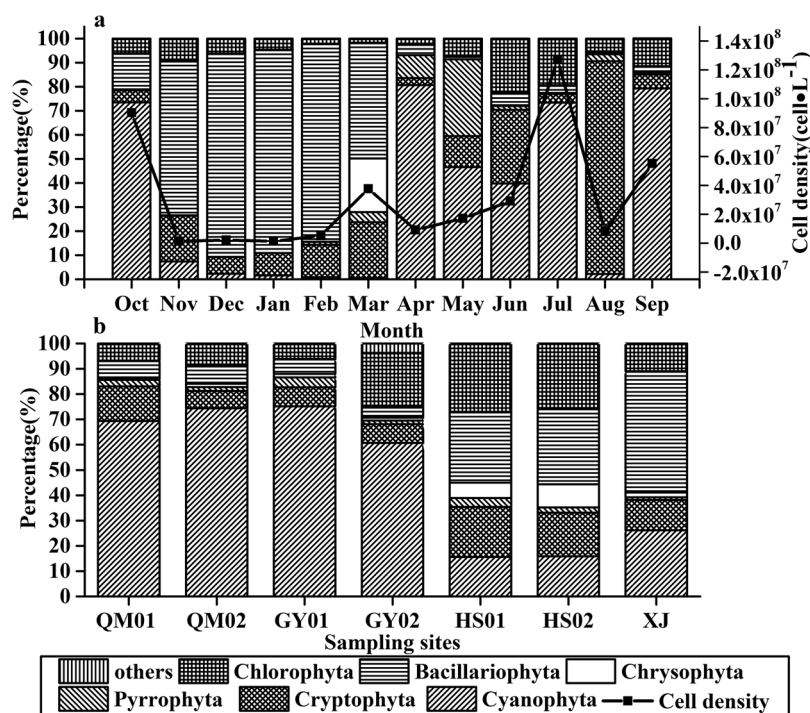 a
100
90
80
70
60
50
40
30
20
10
0
Percentage(%)
1.4x10^8
1.2x10^8
1.0x10^8
8.0x10^7
6.0x10^7
4.0x10^7
2.0x10^7
0.0
-2.0x10^7
Cell density(cell•L^-1)
Oct Nov Dec Jan Feb Mar Apr May Jun Jul Aug Sep
Month
b
100
90
80
70
60
50
40
30
20
10
0
Percentage(%)
QM01 QM02 GY01 GY02 HS01 HS02 XJ
Sampling sites
others Chlorophyta Bacillariophyta Chrysophyta
Pyrrophyta Cryptophyta Cyanophyta Cell density